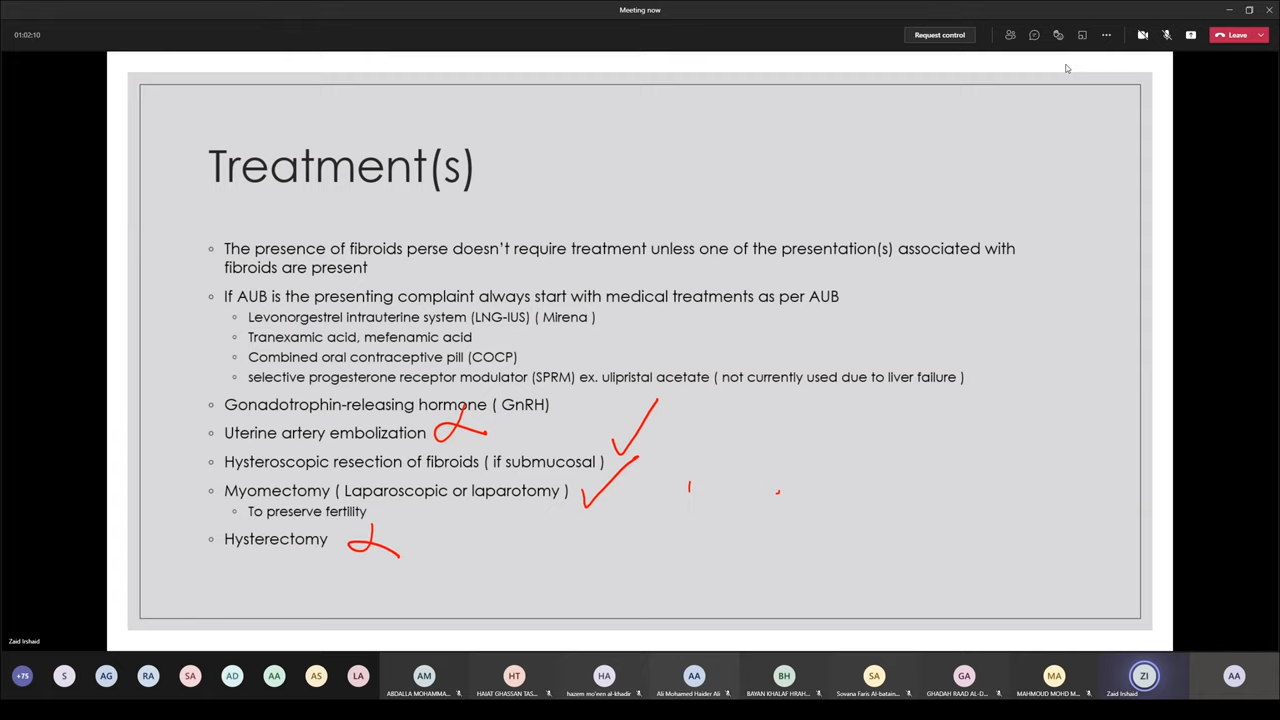 Meeting now
01:02:10
Request control
Leave
Treatment(s)
The presence of fibroids perse doesn't require treatment unless one of the presentation(s) associated with
fibroids are present
If AUB is the presenting complaint always start with medical treatments as per AUB
Levonorgestrel intrauterine system (LNG-IUS) ( Mirena )
Tranexamic acid, mefenamic acid
Combined oral contraceptive pill (COCP)
selective progesterone receptor modulator (SPRM) ex. ulipristal acetate ( not currently used due to liver failure )
Gonadotrophin-releasing hormone ( GnRH)
Uterine artery embolization
Hysteroscopic resection of fibroids ( if submucosal )
Myomectomy ( Laparoscopic or laparotomy )
To preserve fertility
Hysterectomy
Zaid Irshaid
+75 S AG RA SA AD AA AS LA AM HT HA AA BH SA GA MA ZI AA
ABDALLA MOHAMMA... HAIAT GHASSAN TAS... hazem mo'een al-khadir Ali Mohamed Haider Ali BAYAN KHALAF HRAH... Sovana Faris Al-batain... GHADAH RAAD AL-D... MAHMOUD MOHD M... Zaid Irshaid